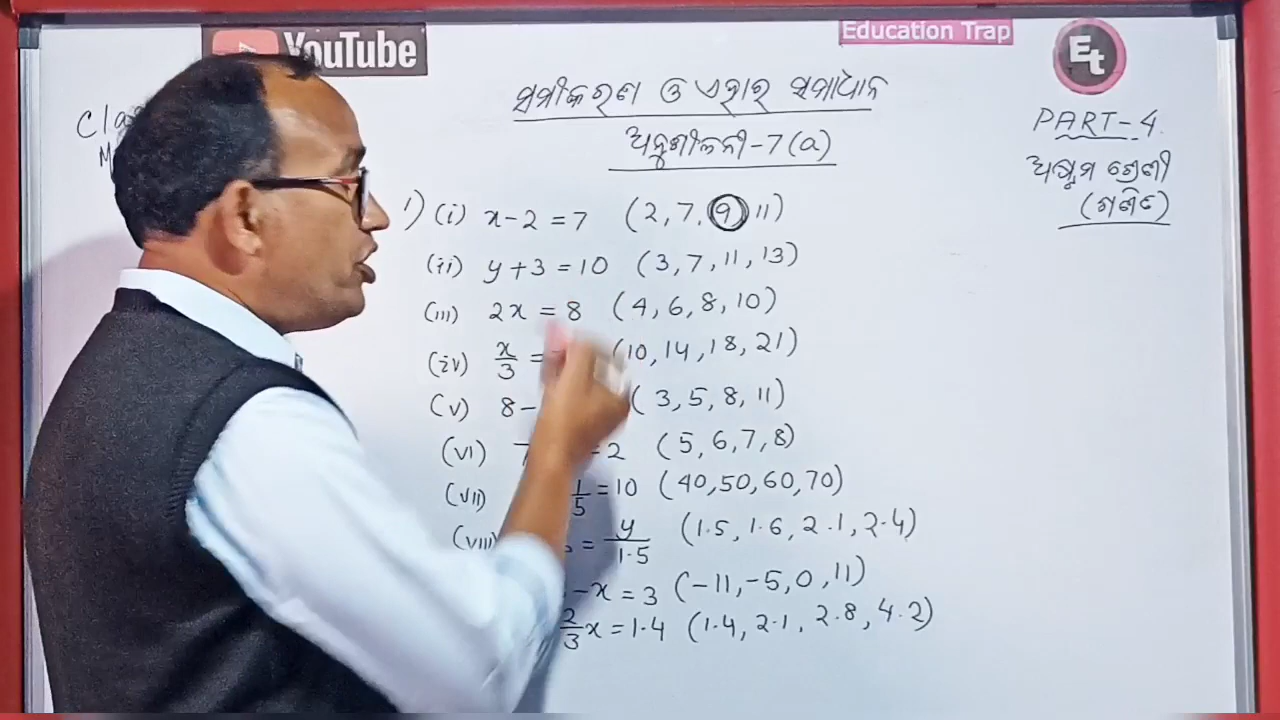 YouTube
Education Trap
Et
ସମୀକରଣ ଓ ଏହାର ସମାଧାନ
PART-4
ଅନୁଶୀଳନୀ-7(a)
ଅଷ୍ଟମ ଶ୍ରେଣୀ
(ଗଣିତ)
1) (i) x-2=7 (2, 7, 9, 11)
(ii) y+3=10 (3, 7, 11, 13)
(iii) 2x=8 (4, 6, 8, 10)
(iv) x/3 = (10, 14, 18, 21)
(v) 8- (3, 5, 8, 11)
(vi) =2 (5, 6, 7, 8)
(vii) 1/5=10 (40, 50, 60, 70)
(viii) = y/1.5 (1.5, 1.6, 2.1, 2.4)
-x=3 (-11, -5, 0, 11)
2/3x=1.4 (1.4, 2.1, 2.8, 4.2)